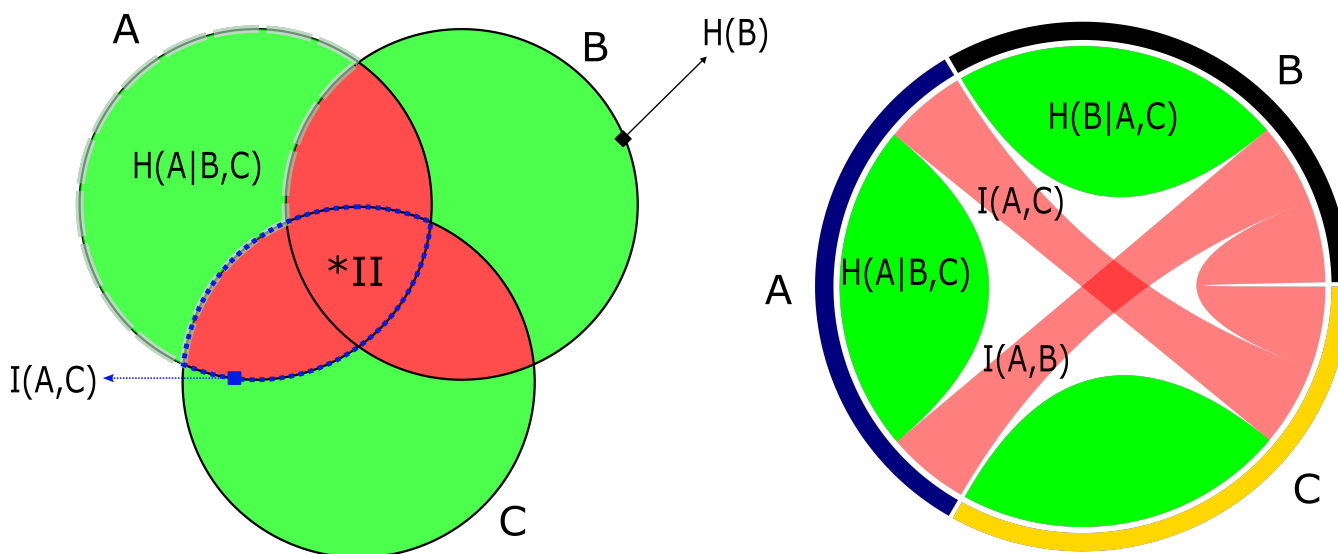 A
B
H(B)
H(A|B,C)
*II
I(A,C)
C
B
H(B|A,C)
I(A,C)
A
H(A|B,C)
I(A,B)
C